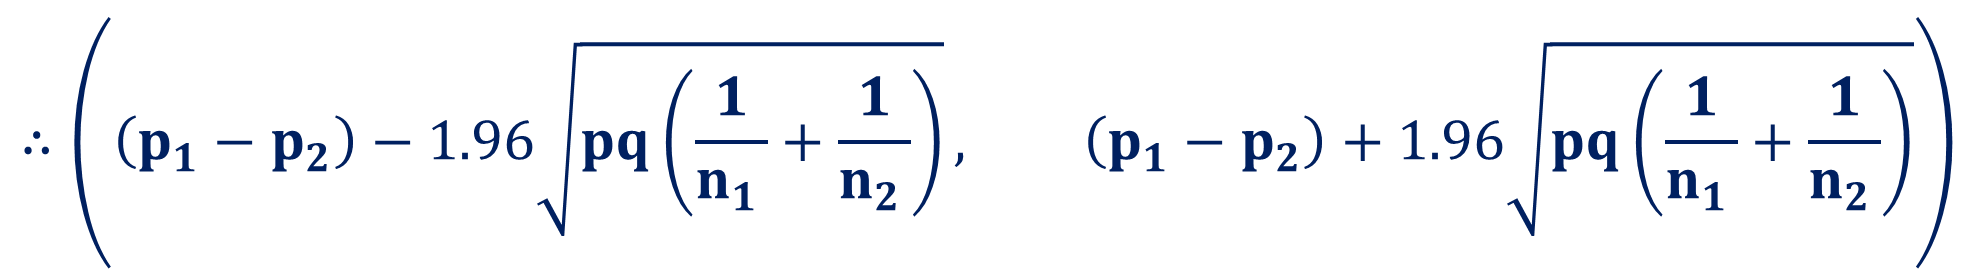 ∴ ( (p₁ − p₂) − 1.96 √(pq (1/n₁ + 1/n₂)) , (p₁ − p₂) + 1.96 √(pq (1/n₁ + 1/n₂)) )